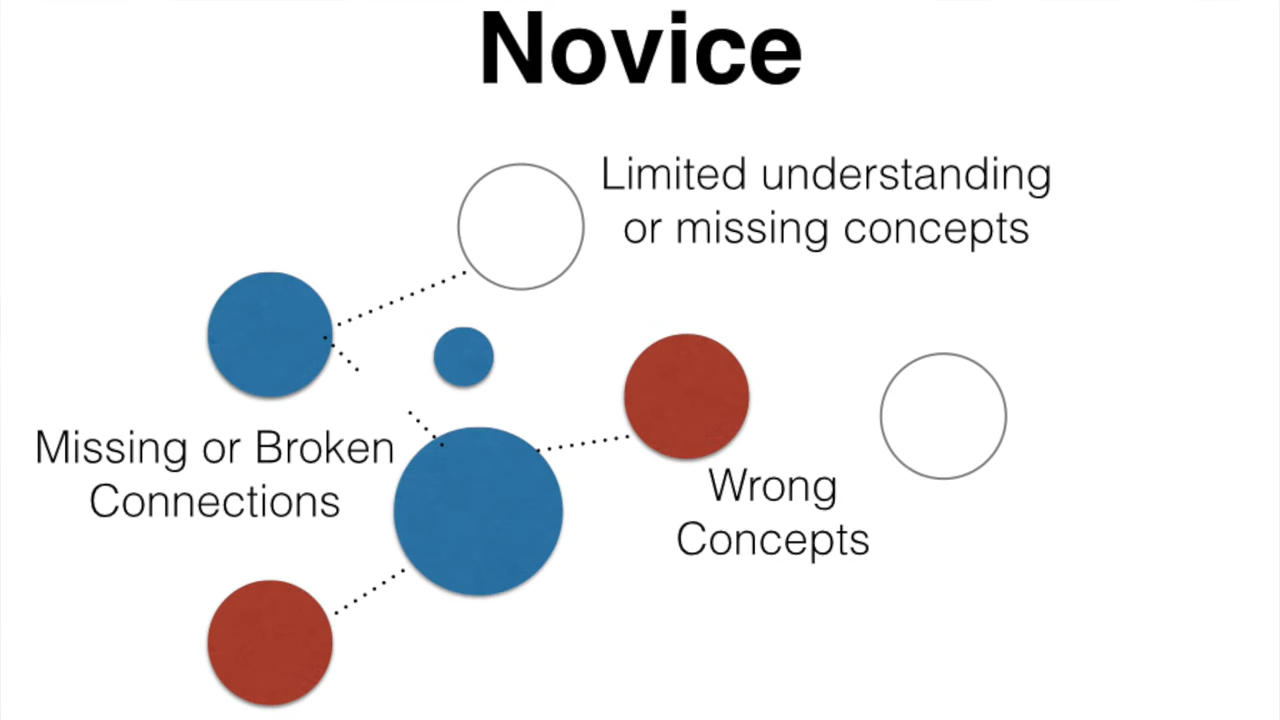 Novice
Limited understanding
or missing concepts
Missing or Broken
Connections
Wrong
Concepts